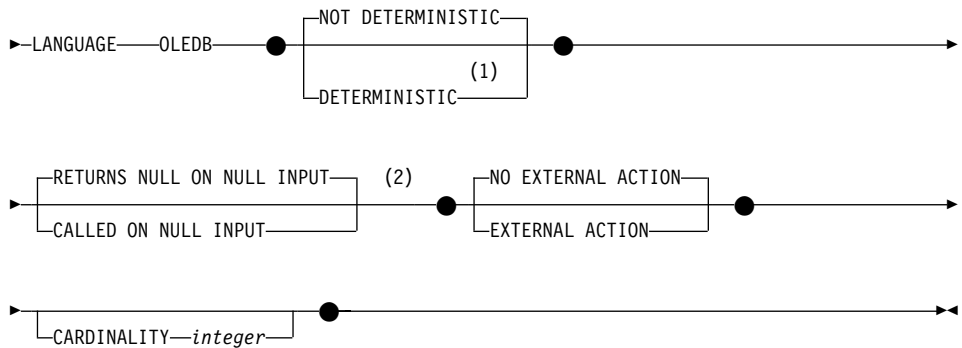 NOT DETERMINISTIC
LANGUAGE OLEDB
(1)
DETERMINISTIC
RETURNS NULL ON NULL INPUT (2) NO EXTERNAL ACTION
CALLED ON NULL INPUT EXTERNAL ACTION
CARDINALITY integer